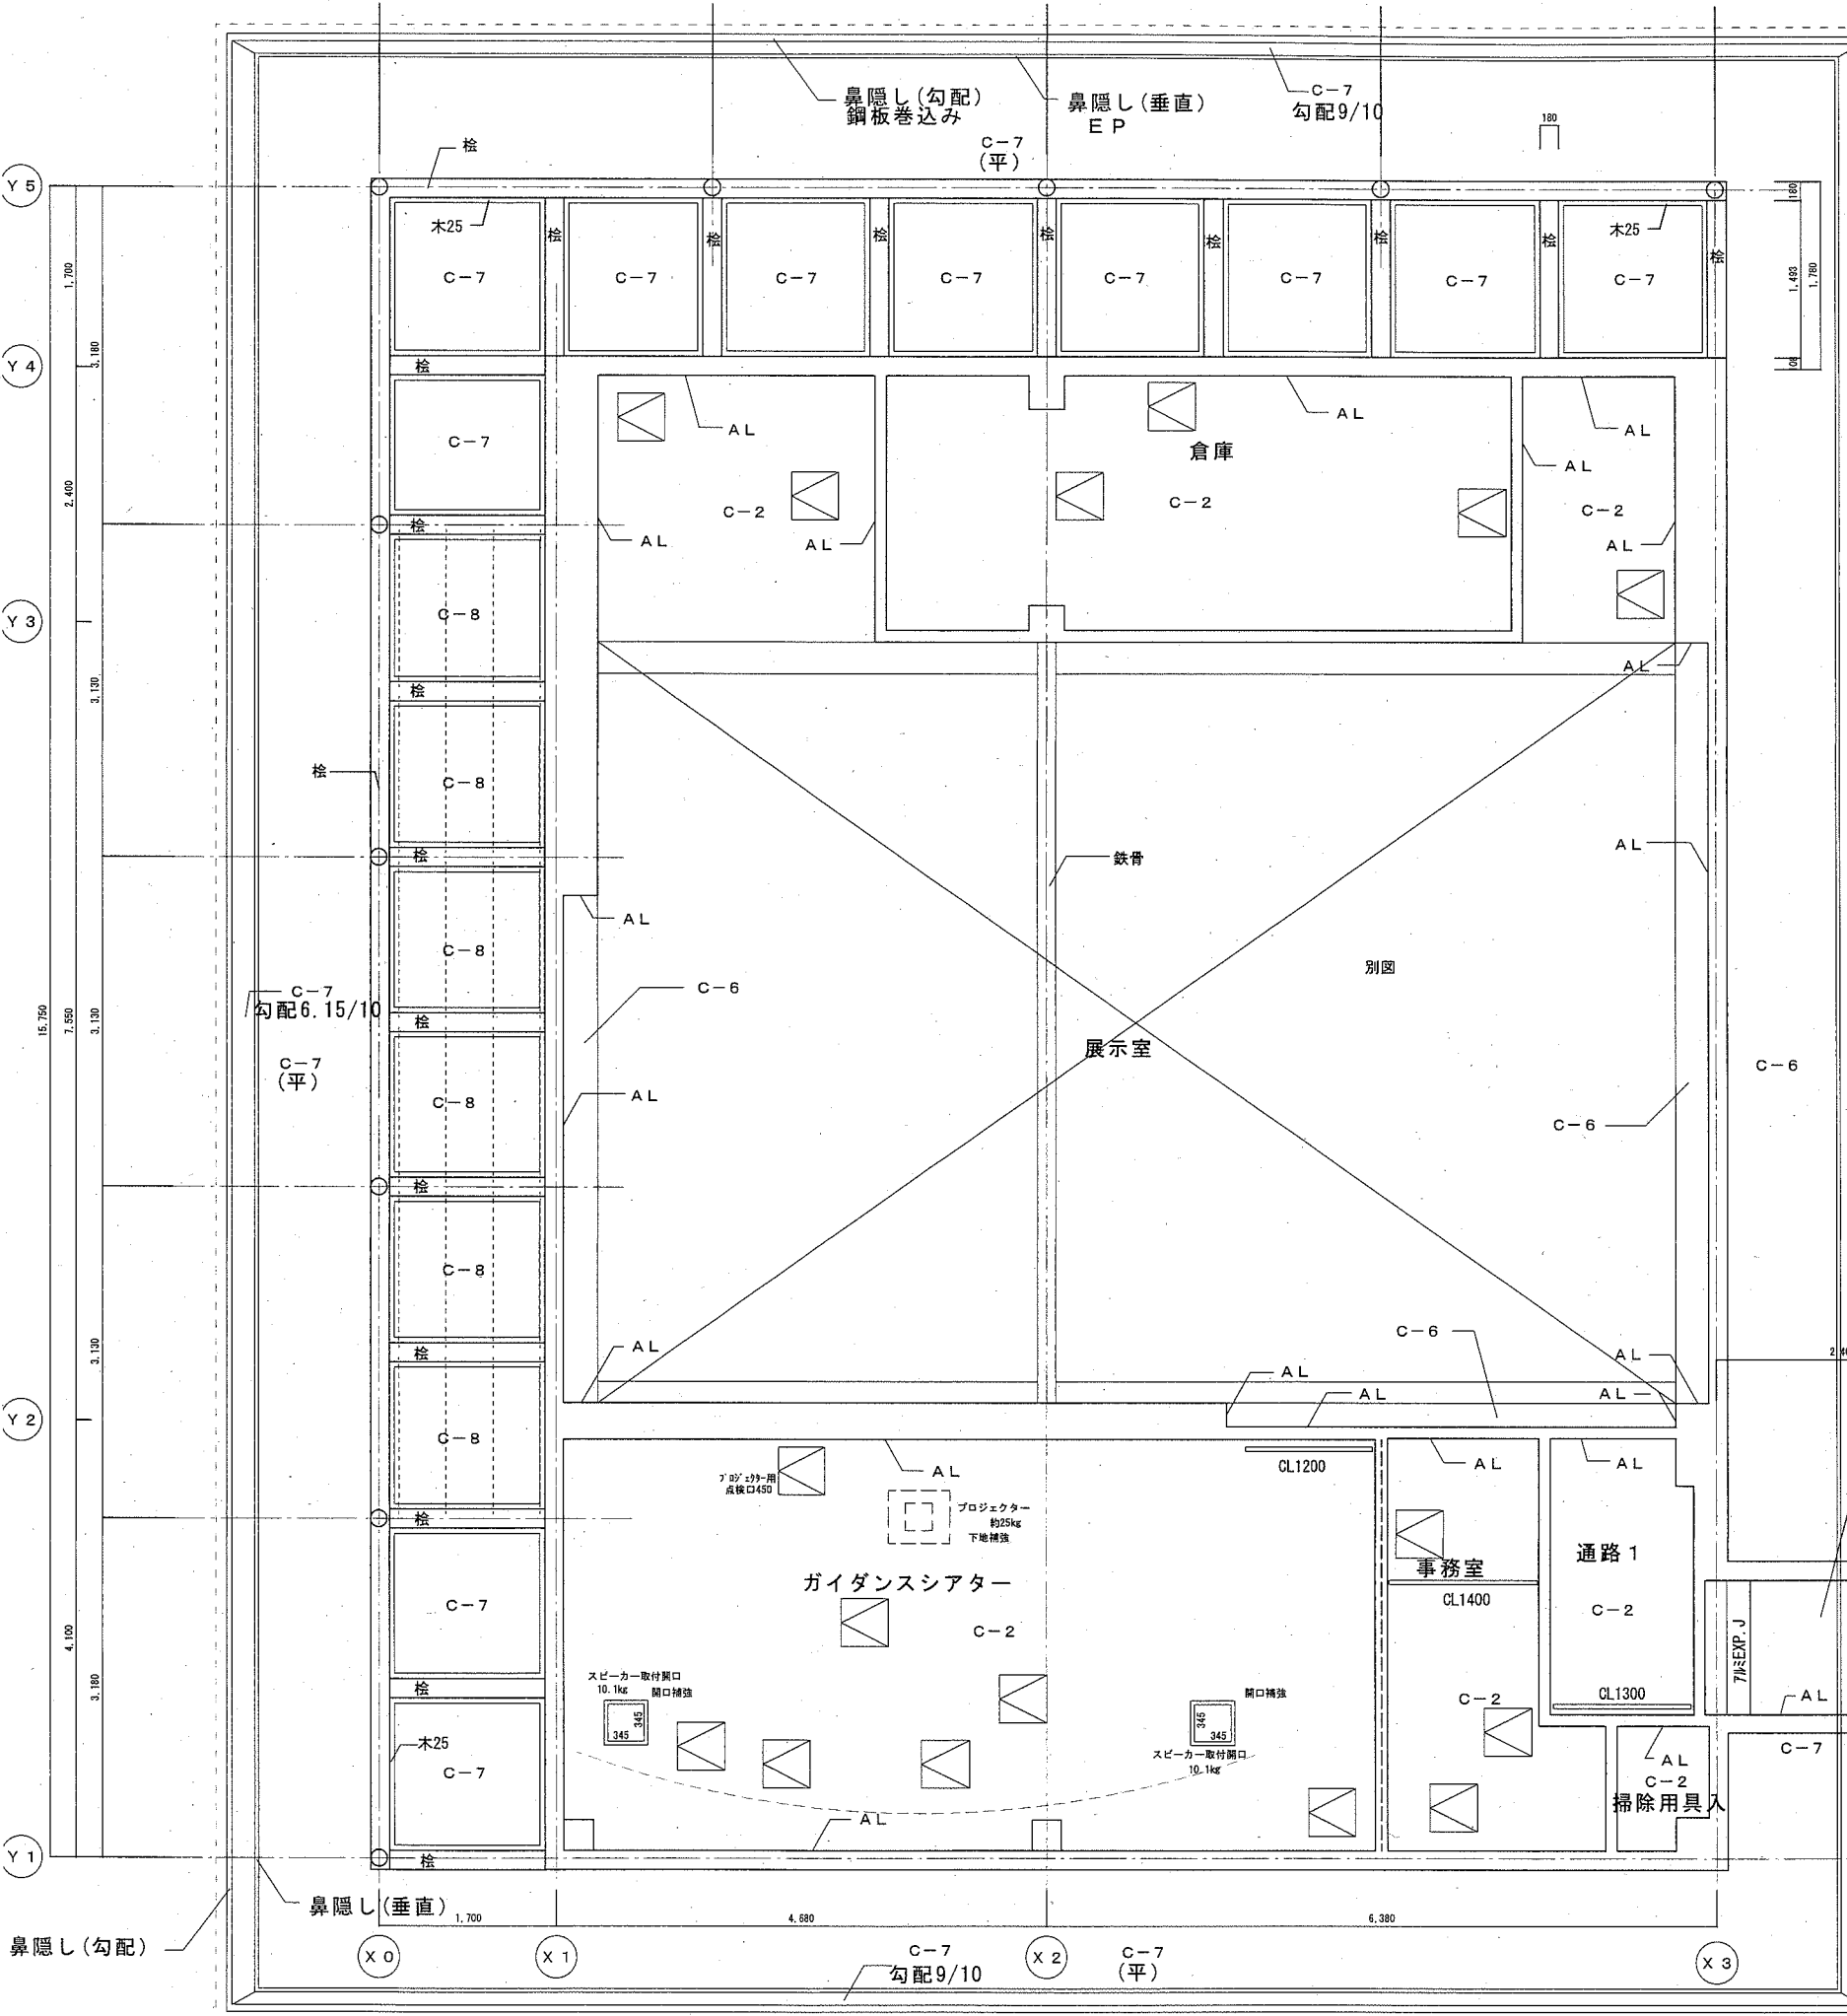 鼻隠し(勾配)
鋼板巻込み
鼻隠し(垂直)
EP
C-7
勾配9/10
C-7
(平)
180
桧
Y5
木25
桧
桧
桧
桧
桧
桧
桧
木25
桧
180
C-7
C-7
C-7
C-7
C-7
C-7
C-7
C-7
1,700
3,180
1,493
1,780
Y4
桧
C-7
AL
AL
AL
倉庫
AL
2,400
C-2
C-2
C-2
桧
AL
AL
AL
Y3
C-8
AL
3,130
桧
桧
C-8
桧
鉄骨
AL
AL
C-8
別図
C-7
勾配6.15/10
C-6
15,750
7,550
3,130
桧
展示室
C-7
(平)
C-6
C-8
AL
C-6
桧
C-8
C-6
3,130
桧
AL
AL
AL
AL
AL
Y2
C-8
プロジェクター用
点検口450
AL
CL1200
AL
AL
桧
プロジェクター
約25kg
下地補強
事務室
通路1
ガイダンスシアター
C-7
CL1400
C-2
C-2
4,100
3,180
アルミEXP.J
桧
スピーカー取付開口
10.1kg
開口補強
開口補強
C-2
CL1300
AL
345
345
345
345
木25
C-7
スピーカー取付開口
10.1kg
AL
C-7
C-2
掃除用具入
AL
Y1
桧
鼻隠し(垂直)
1,700
4,680
6,380
鼻隠し(勾配)
X0
X1
C-7
勾配9/10
X2
C-7
(平)
X3